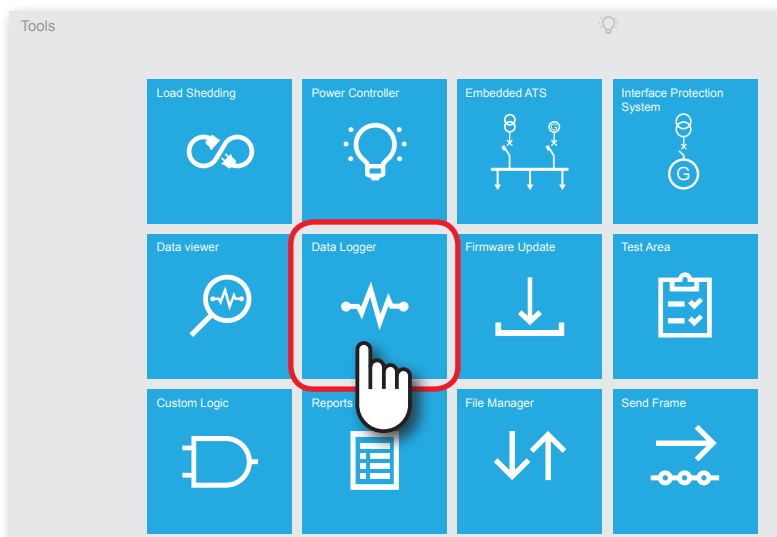 Tools
Load Shedding
Power Controller
Embedded ATS
G
Interface Protection
System
G
Data viewer
Data Logger
Firmware Update
Test Area
Custom Logic
Reports
File Manager
Send Frame